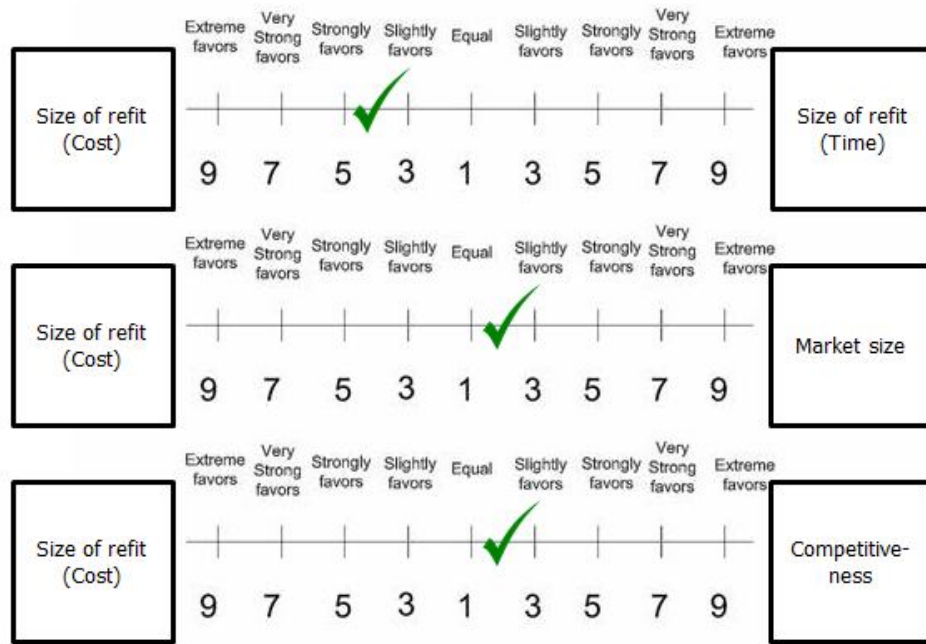 Extreme favors
Very Strong favors
Strongly favors
Slightly favors
Equal
Slightly favors
Strongly favors
Very Strong favors
Extreme favors
Size of refit
(Cost)
Size of refit
(Time)
9 7 5 3 1 3 5 7 9
Extreme favors
Very Strong favors
Strongly favors
Slightly favors
Equal
Slightly favors
Strongly favors
Very Strong favors
Extreme favors
Size of refit
(Cost)
Market size
9 7 5 3 1 3 5 7 9
Extreme favors
Very Strong favors
Strongly favors
Slightly favors
Equal
Slightly favors
Strongly favors
Very Strong favors
Extreme favors
Size of refit
(Cost)
Competitive-
ness
9 7 5 3 1 3 5 7 9